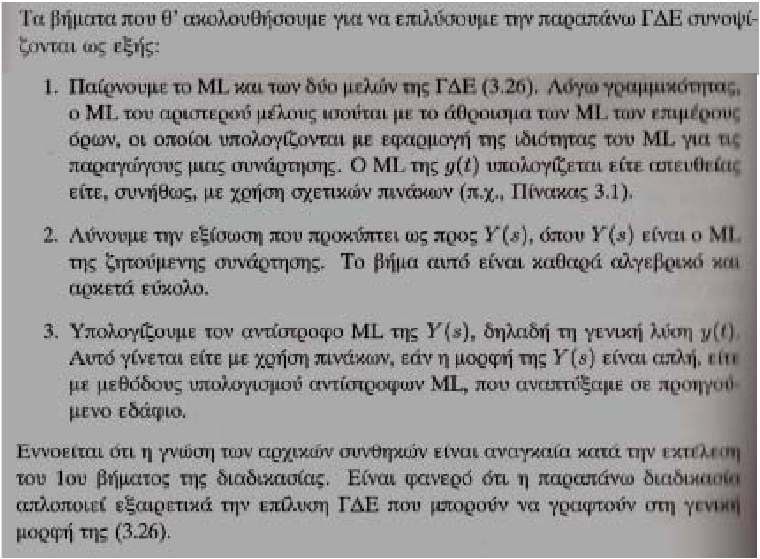 Τα βήματα που θ' ακολουθήσουμε για να επιλύσουμε την παραπάνω ΓΔΕ συνοψί-
ζονται ως εξής:
1. Παίρνουμε το ML και των δύο μελών της ΓΔΕ (3.26). Λόγω γραμμικότητας,
ο ML του αριστερού μέλους ισούται με το άθροισμα των ML των επιμέρους
όρων, οι οποίοι υπολογίζονται με εφαρμογή της ιδιότητας του ML για τις
παραγώγους μιας συνάρτησης. Ο ML της g(t) υπολογίζεται είτε απευθείας
είτε, συνήθως, με χρήση σχετικών πινάκων (π.χ., Πίνακας 3.1).
2. Λύνουμε την εξίσωση που προκύπτει ως προς Y(s), όπου Y(s) είναι ο ML
της ζητούμενης συνάρτησης. Το βήμα αυτό είναι καθαρά αλγεβρικό και
αρκετά εύκολο.
3. Υπολογίζουμε τον αντίστροφο ML της Y(s), δηλαδή τη γενική λύση y(t).
Αυτό γίνεται είτε με χρήση πινάκων, εάν η μορφή της Y(s) είναι απλή, είτε
με μεθόδους υπολογισμού αντίστροφων ML, που αναπτύξαμε σε προηγού-
μενο εδάφιο.
Εννοείται ότι η γνώση των αρχικών συνθηκών είναι αναγκαία κατά την εκτέλεση
του 1ου βήματος της διαδικασίας. Είναι φανερό ότι η παραπάνω διαδικασία
απλοποιεί εξαιρετικά την επίλυση ΓΔΕ που μπορούν να γραφτούν στη γενική
μορφή της (3.26).